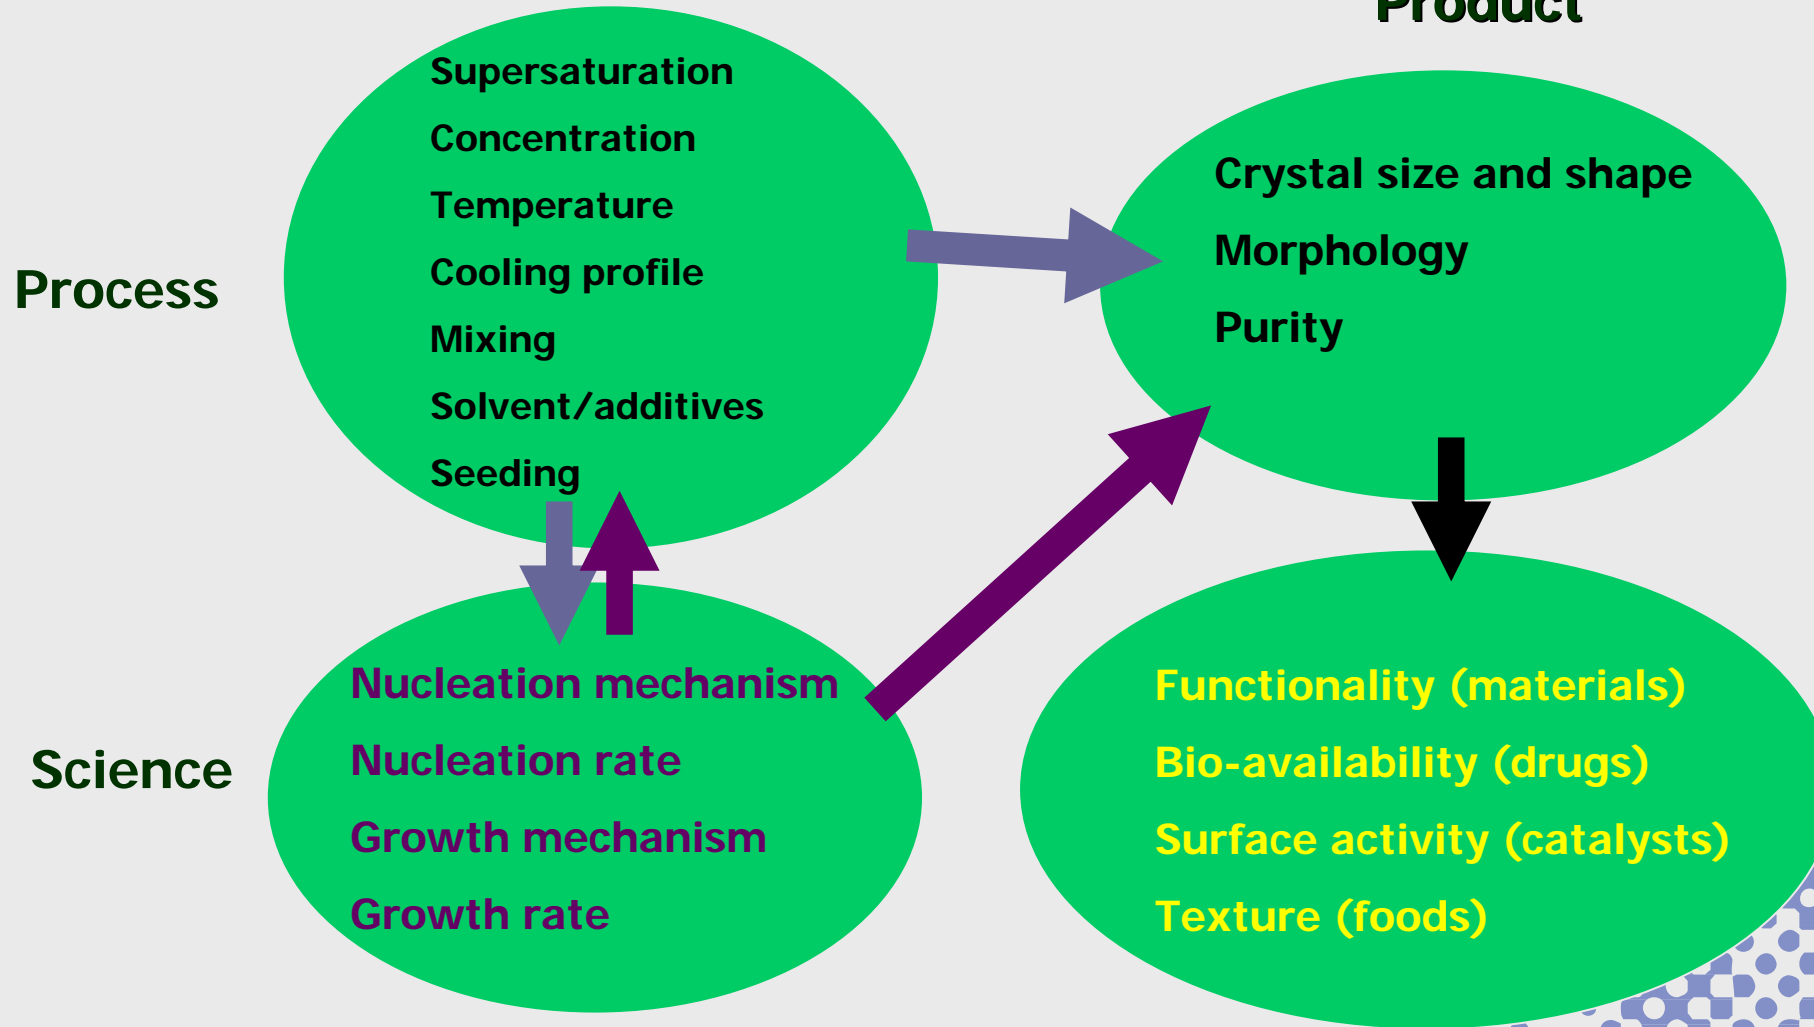 Product
Process
Supersaturation
Concentration
Temperature
Cooling profile
Mixing
Solvent/additives
Seeding
Crystal size and shape
Morphology
Purity
Science
Nucleation mechanism
Nucleation rate
Growth mechanism
Growth rate
Functionality (materials)
Bio-availability (drugs)
Surface activity (catalysts)
Texture (foods)